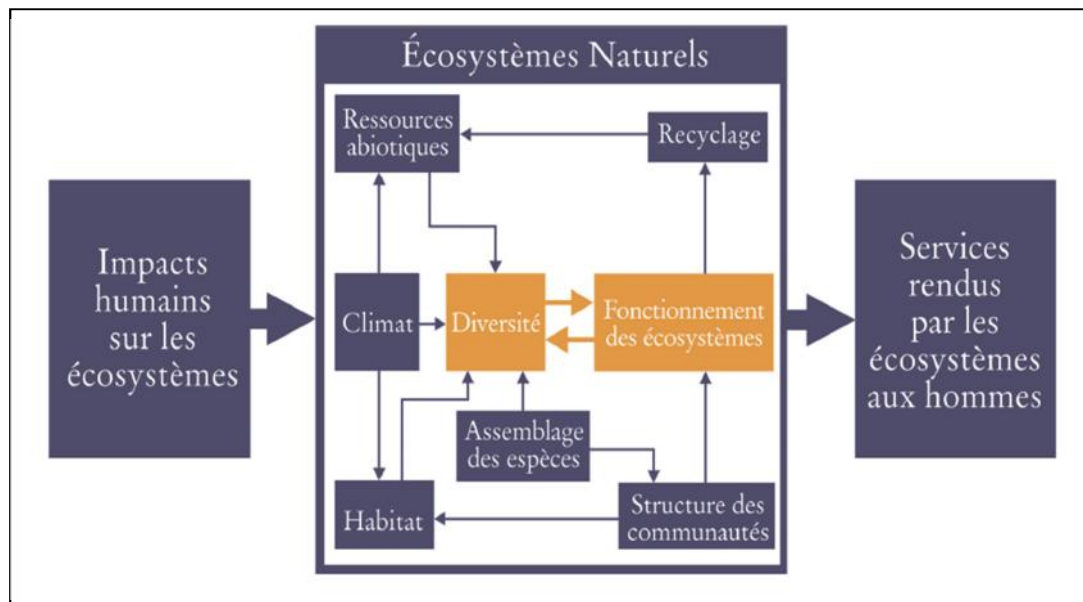 Écosystèmes Naturels
Ressources
abiotiques
Recyclage
Impacts
humains
sur les
écosystèmes
Climat
Diversité
Fonctionnement
des écosystèmes
Services
rendus
par les
écosystèmes
aux hommes
Assemblage
des espèces
Habitat
Structure des
communautés